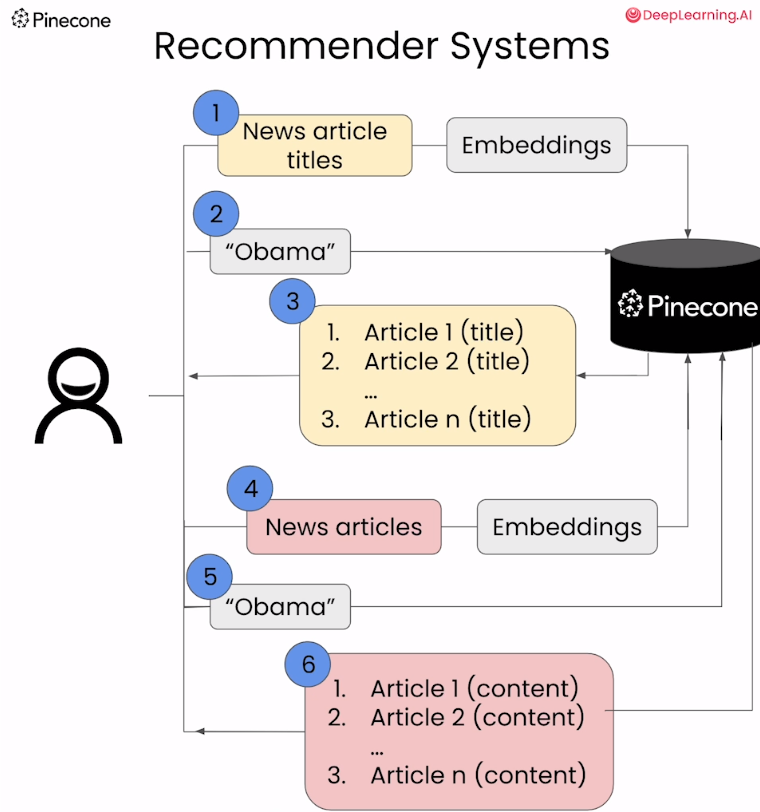 Pinecone
DeepLearning.AI
Recommender Systems
1
News article
titles
Embeddings
2
“Obama”
Pinecone
3
1. Article 1 (title)
2. Article 2 (title)
...
3. Article n (title)
4
News articles
Embeddings
5
“Obama”
6
1. Article 1 (content)
2. Article 2 (content)
...
3. Article n (content)